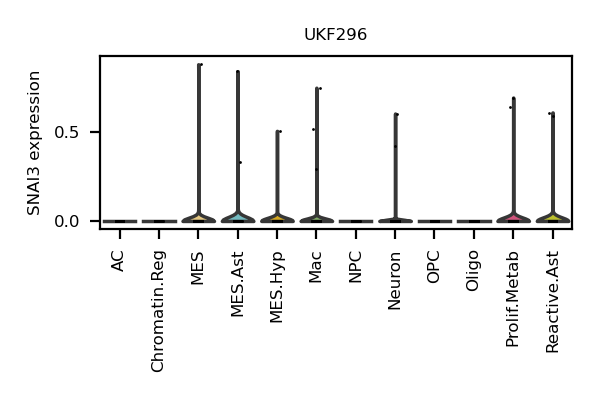 UKF296
SNAI3 expression
0.5
0.0
AC
Chromatin.Reg
MES
MES.Ast
MES.Hyp
Mac
NPC
Neuron
OPC
Oligo
Prolif.Metab
Reactive.Ast